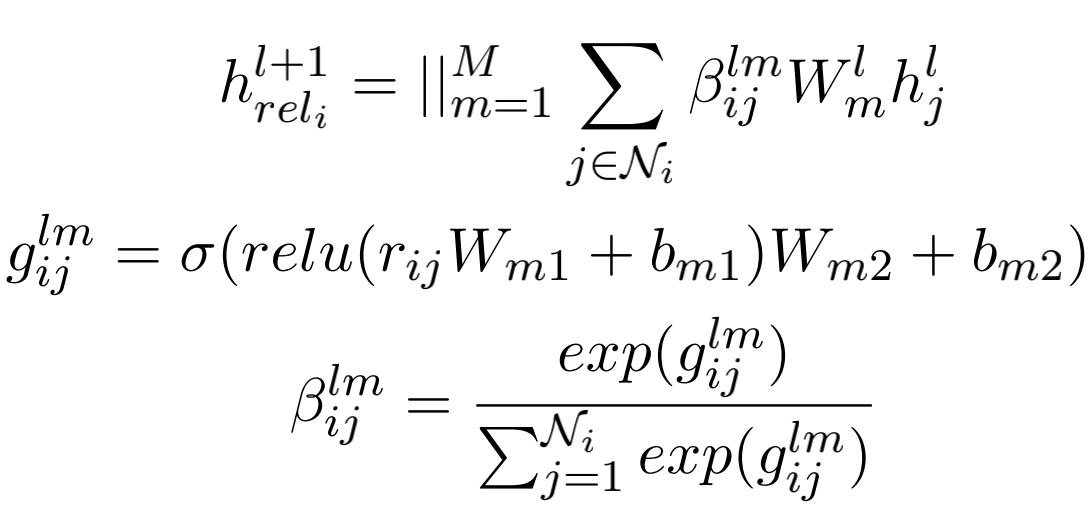 $h_{rel_i}^{l+1} = ||_{m=1}^{M} \sum_{j \in \mathcal{N}_i} \beta_{ij}^{lm} W_m^l h_j^l$
$g_{ij}^{lm} = \sigma(relu(r_{ij} W_{m1} + b_{m1}) W_{m2} + b_{m2})$
$\beta_{ij}^{lm} = \frac{exp(g_{ij}^{lm})}{\sum_{j=1}^{\mathcal{N}_i} exp(g_{ij}^{lm})}$